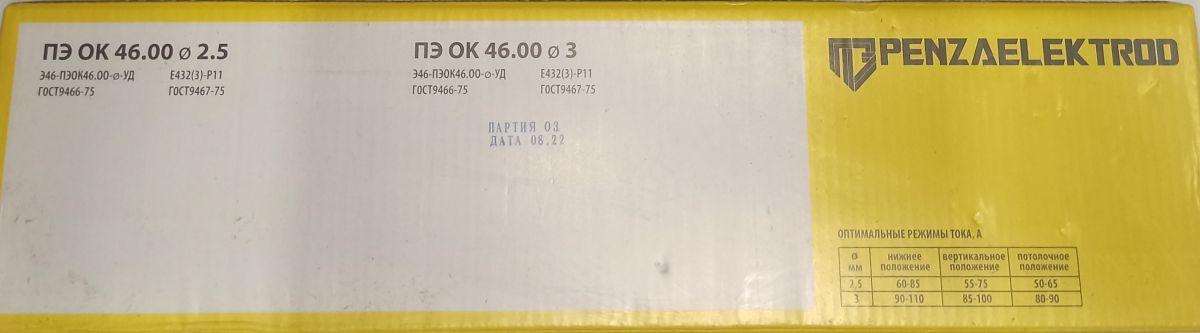 ПЭ ОК 46.00 ⌀ 2.5
Э46-ПЭОК46.00-⌀-УД Е432(3)-Р11
ГОСТ9466-75 ГОСТ9467-75
ПЭ ОК 46.00 ⌀ 3
Э46-ПЭОК46.00-⌀-УД Е432(3)-Р11
ГОСТ9466-75 ГОСТ9467-75
ПАРТИЯ 03
ДАТА 08.22
ПЭ PENZAELEKTROD
ОПТИМАЛЬНЫЕ РЕЖИМЫ ТОКА, А
⌀ мм нижнее положение вертикальное положение потолочное положение
2,5 60-85 55-75 50-65
3 90-110 85-100 80-90